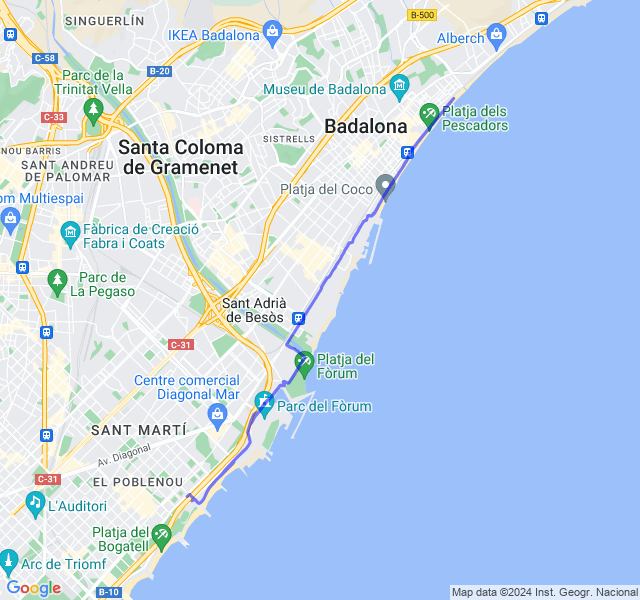 SINGUERLÍN
B-500
IKEA Badalona
Alberch
C-58
B-20
Parc de la
Trinitat Vella
Museu de Badalona
C-33
Platja dels
Pescadors
Badalona
SISTRELLS
Santa Coloma
de Gramenet
NOU BARRIS
SANT ANDREU
DE PALOMAR
Platja del Coco
om Multiespai
Fàbrica de Creació
Fabra i Coats
Parc de
La Pegaso
Sant Adrià
de Besòs
C-31
Platja del
Fòrum
Centre comercial
Diagonal Mar
Parc del Fòrum
SANT MARTÍ
Av. Diagonal
C-31
EL POBLENOU
L'Auditori
Platja del
Bogatell
Arc de Triomf
Google
B-10
Map data ©2024 Inst. Geogr. Nacional